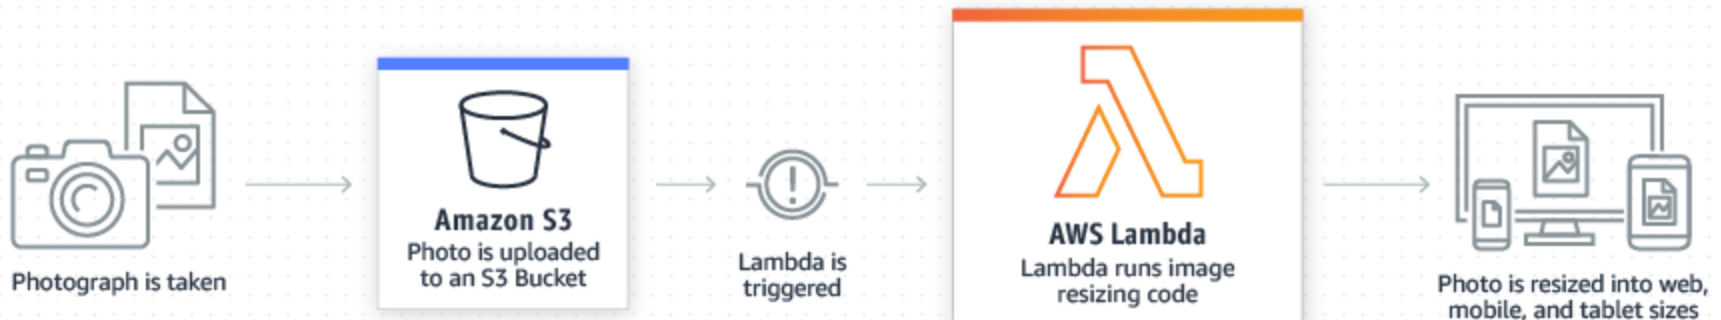 Photograph is taken
Amazon S3
Photo is uploaded
to an S3 Bucket
Lambda is
triggered
AWS Lambda
Lambda runs image
resizing code
Photo is resized into web,
mobile, and tablet sizes